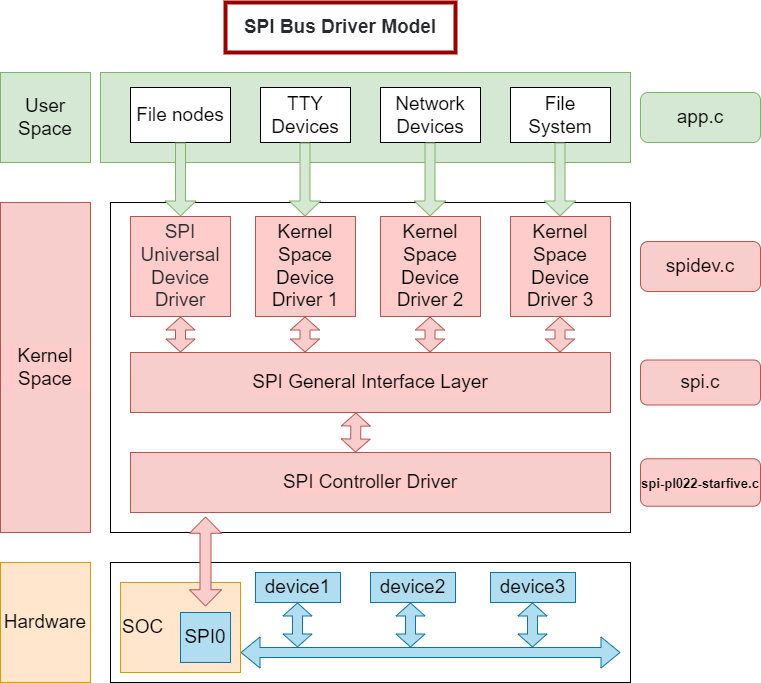 SPI Bus Driver Model
User
Space
File nodes
TTY
Devices
Network
Devices
File
System
app.c
Kernel
Space
SPI
Universal
Device
Driver
Kernel
Space
Device
Driver 1
Kernel
Space
Device
Driver 2
Kernel
Space
Device
Driver 3
spidev.c
SPI General Interface Layer
spi.c
SPI Controller Driver
spi-pl022-starfive.c
Hardware
SOC
SPI0
device1
device2
device3